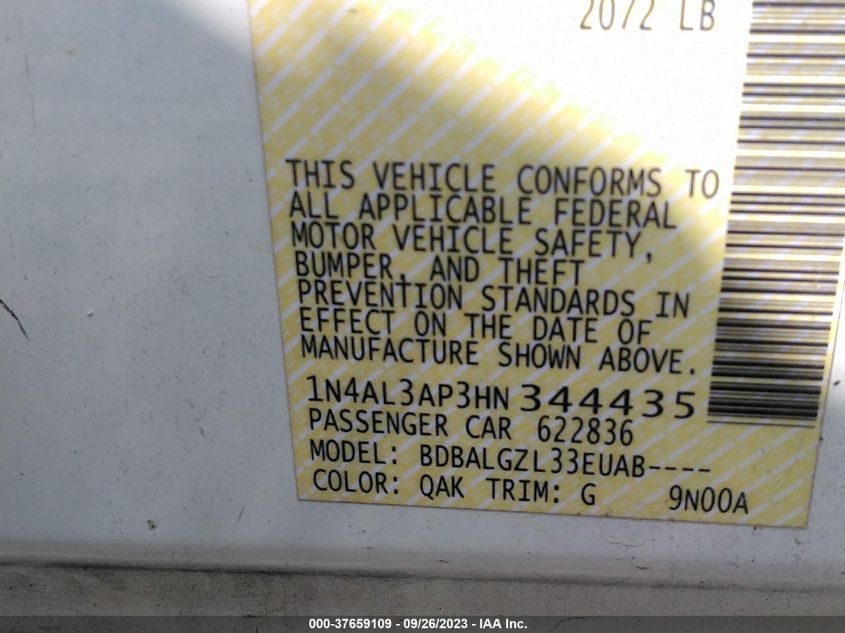 2072 LB
THIS VEHICLE CONFORMS TO
ALL APPLICABLE FEDERAL
MOTOR VEHICLE SAFETY,
BUMPER, AND THEFT
PREVENTION STANDARDS IN
EFFECT ON THE DATE OF
MANUFACTURE SHOWN ABOVE.
1N4AL3AP3HN344435
PASSENGER CAR 622836
MODEL: BDBALGZL33EUAB----
COLOR: QAK TRIM: G 9N00A
000-37659109 - 09/26/2023 - IAA Inc.